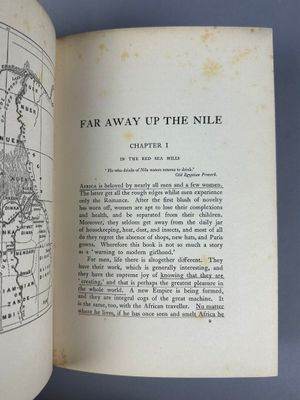 FAR AWAY UP THE NILE
CHAPTER I
IN THE RED SEA HILLS
"He who drinks of Nile waters returns to drink."
Old Egyptian Proverb.
AFRICA is beloved by nearly all men and a few women.
The latter get all the rough edges whilst men experience
only the Romance. After the first blush of novelty
has worn off, women are apt to lose their complexions
and health, and be separated from their children.
Moreover, they seldom get away from the daily jar
of housekeeping, heat, dust, and insects, and most of all
do they regret the absence of shops, new hats, and Paris
gowns. Wherefore this book is not so much a story
as a 'warning to modern girlhood.'
For men, life there is altogether different. They
have their work, which is generally interesting, and
they have the supreme joy of knowing that they are
'creating,' and that is perhaps the greatest pleasure in
the whole world. A new Empire is being formed,
and they are integral cogs of the great machine. It
is the same, too, with the African traveller. No matter
where he lives, if he has once seen and smelt Africa he